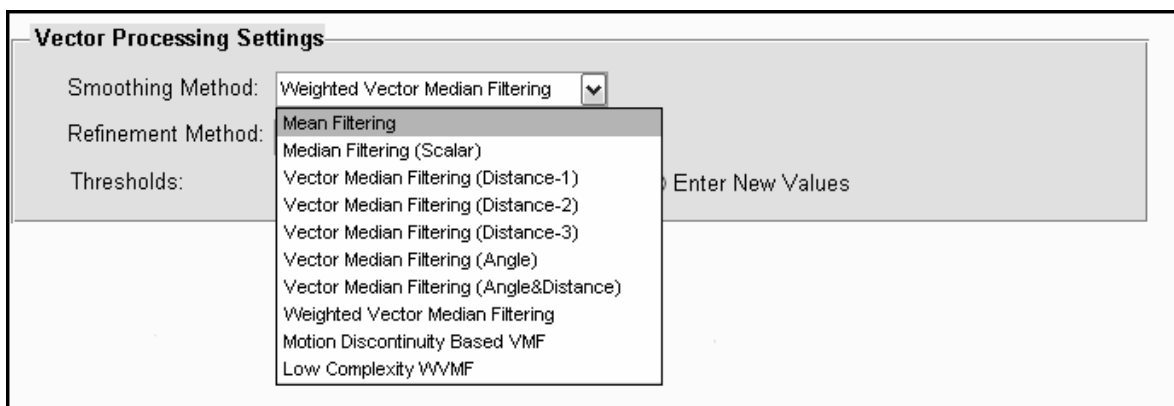 Vector Processing Settings
Smoothing Method: Weighted Vector Median Filtering
Mean Filtering
Refinement Method:
Median Filtering (Scalar)
Vector Median Filtering (Distance-1)
Thresholds: Enter New Values
Vector Median Filtering (Distance-2)
Vector Median Filtering (Distance-3)
Vector Median Filtering (Angle)
Vector Median Filtering (Angle&Distance)
Weighted Vector Median Filtering
Motion Discontinuity Based VMF
Low Complexity WVMF